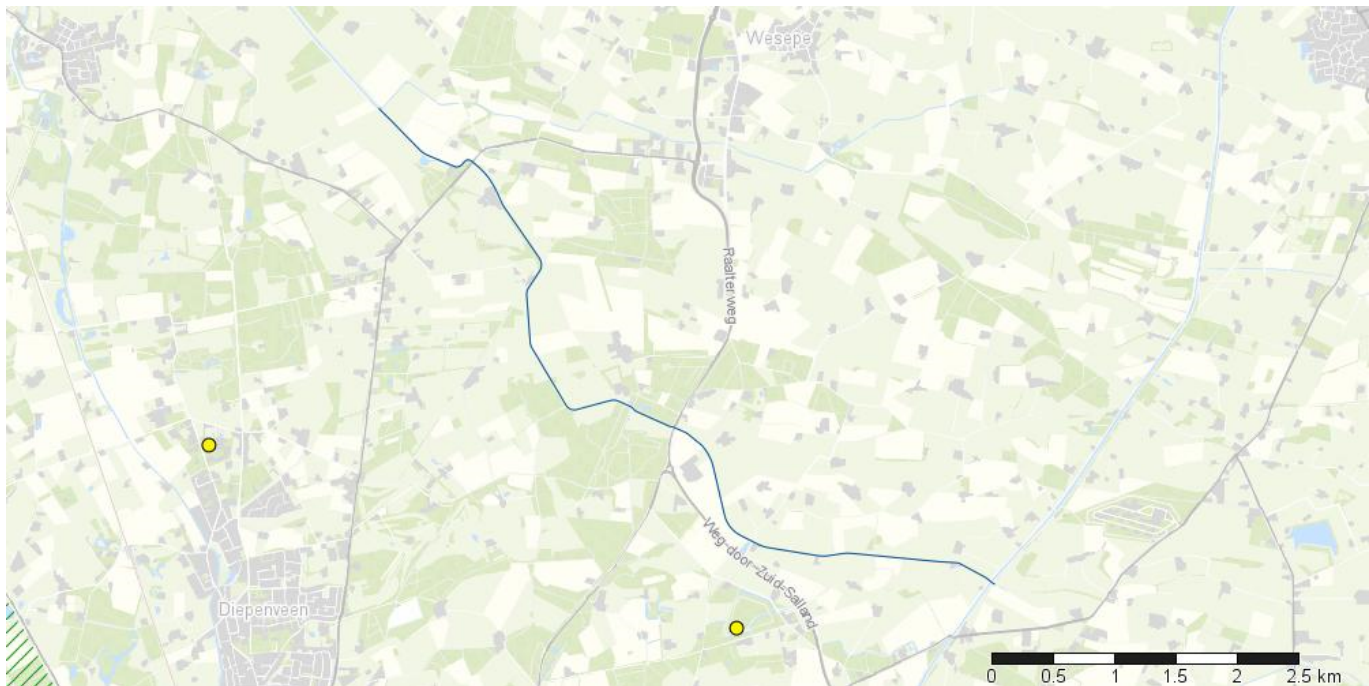 Wesepe
Raalterweg
Weg-door-Zuid-Salland
Diepenveen
0 0.5 1 1.5 2 2.5 km